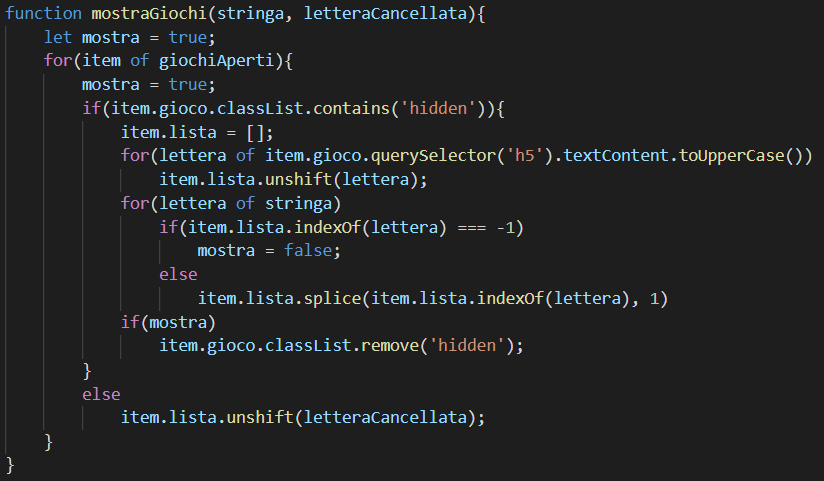 function mostraGiochi(stringa, letteraCancellata){
    let mostra = true;
    for(item of giochiAperti){
        mostra = true;
        if(item.gioco.classList.contains('hidden')){
            item.lista = [];
            for(lettera of item.gioco.querySelector('h5').textContent.toUpperCase())
                item.lista.unshift(lettera);
            for(lettera of stringa)
                if(item.lista.indexOf(lettera) === -1)
                    mostra = false;
                else
                    item.lista.splice(item.lista.indexOf(lettera), 1)
            if(mostra)
                item.gioco.classList.remove('hidden');
        }
        else
            item.lista.unshift(letteraCancellata);
    }
}